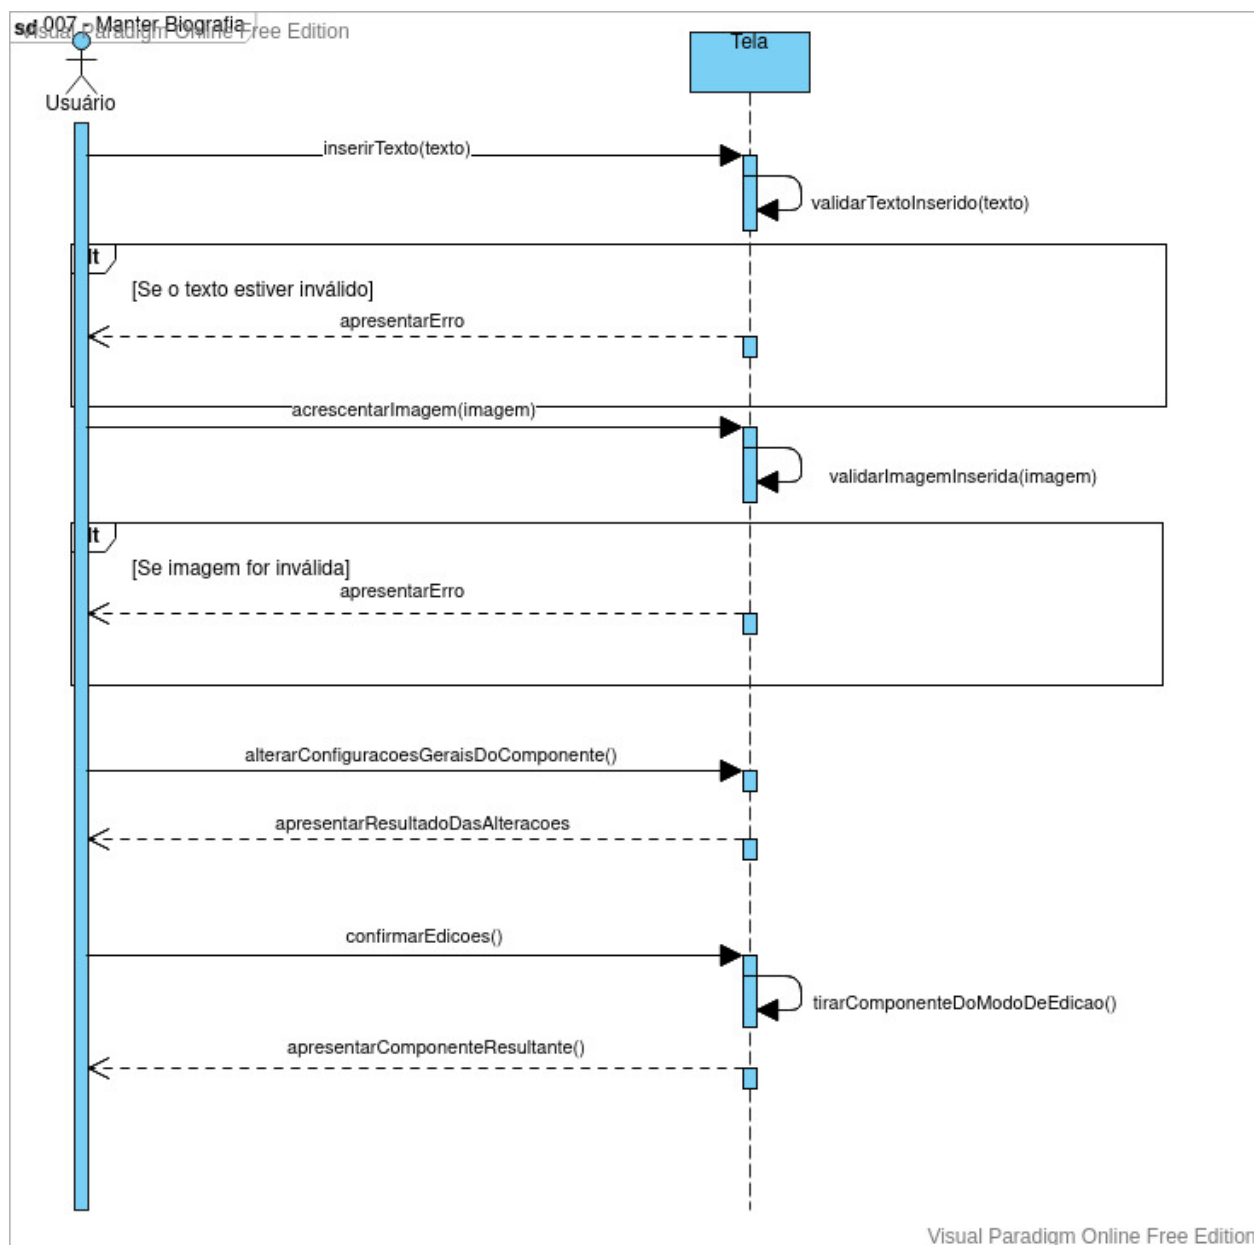 sd 007 - Manter Biografia
Visual Paradigm Online Free Edition
Tela
Usuário
inserirTexto(texto)
validarTextoInserido(texto)
lt
[Se o texto estiver inválido]
apresentarErro
acrescentarImagem(imagem)
validarImagemInserida(imagem)
lt
[Se imagem for inválida]
apresentarErro
alterarConfiguracoesGeraisDoComponente()
apresentarResultadoDasAlteracoes
confirmarEdicoes()
tirarComponenteDoModoDeEdicao()
apresentarComponenteResultante()
Visual Paradigm Online Free Edition